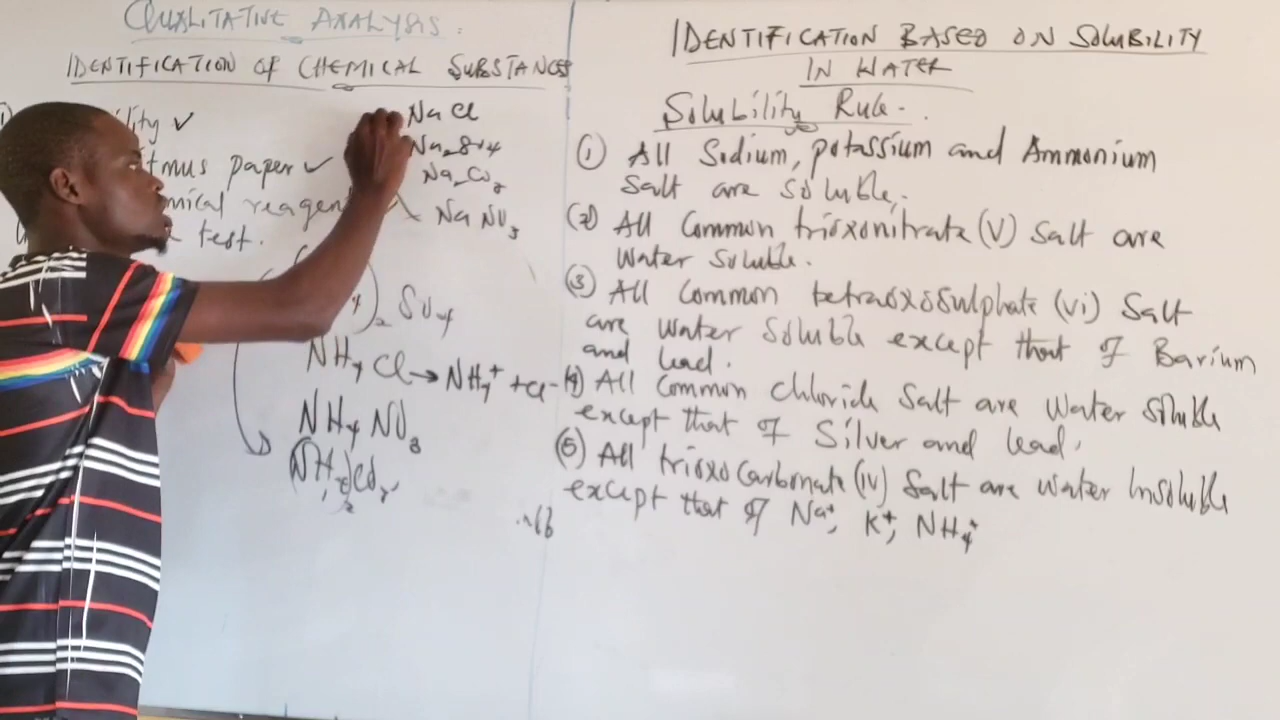 QUALITATIVE ANALYSIS.
IDENTIFICATION OF CHEMICAL SUBSTANCES
ility ✓
tmus paper ✓
mical reagen
test.
NaCl
Na2SO4
Na2CO3
NaNO3
)2SO4
NH4Cl → NH4+ + Cl-
NH4NO3
IDENTIFICATION BASED ON SOLUBILITY
IN WATER
Solubility Rule.
(1) All Sodium, potassium and Ammonium
Salt are soluble,
(2) All Common trioxonitrate (V) Salt are
Water Soluble.
(3) All Common tetraoxosulphate (vi) Salt
are water Soluble except that of Barium
and lead.
(4) All Common Chloride Salt are Water Soluble
except that of Silver and lead.
(5) All trioxocarbonate (iv) Salt are water Insoluble
except that of Na+, K+, NH4+